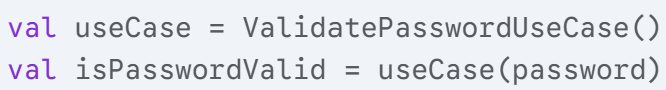 val useCase = ValidatePasswordUseCase()
val isPasswordValid = useCase(password)